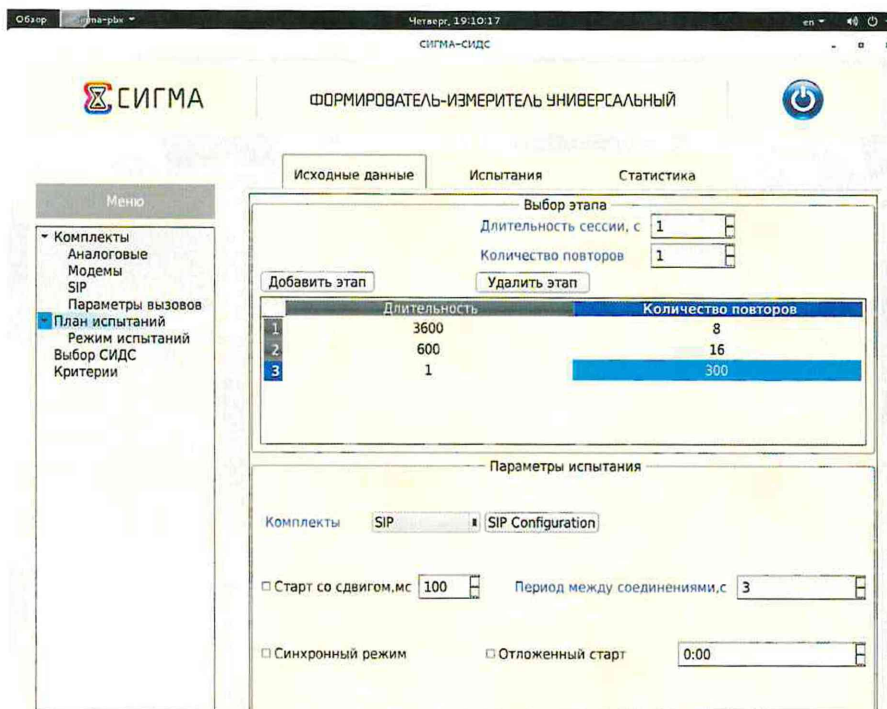 Обзор
Четверг, 19:10:17
en
СИГМА-СИДС
СИГМА
ФОРМИРОВАТЕЛЬ-ИЗМЕРИТЕЛЬ УНИВЕРСАЛЬНЫЙ
Исходные данные Испытания Статистика
Меню
Комплекты
Аналоговые
Модемы
SIP
Параметры вызовов
План испытаний
Режим испытаний
Выбор СИДС
Критерии
Выбор этапа
Длительность сессии, с 1
Количество повторов 1
Добавить этап Удалить этап
Длительность Количество повторов
1 3600 8
2 600 16
3 1 300
Параметры испытания
Комплекты SIP SIP Configuration
Старт со сдвигом,мс 100 Период между соединениями,с 3
Синхронный режим Отложенный старт 0:00